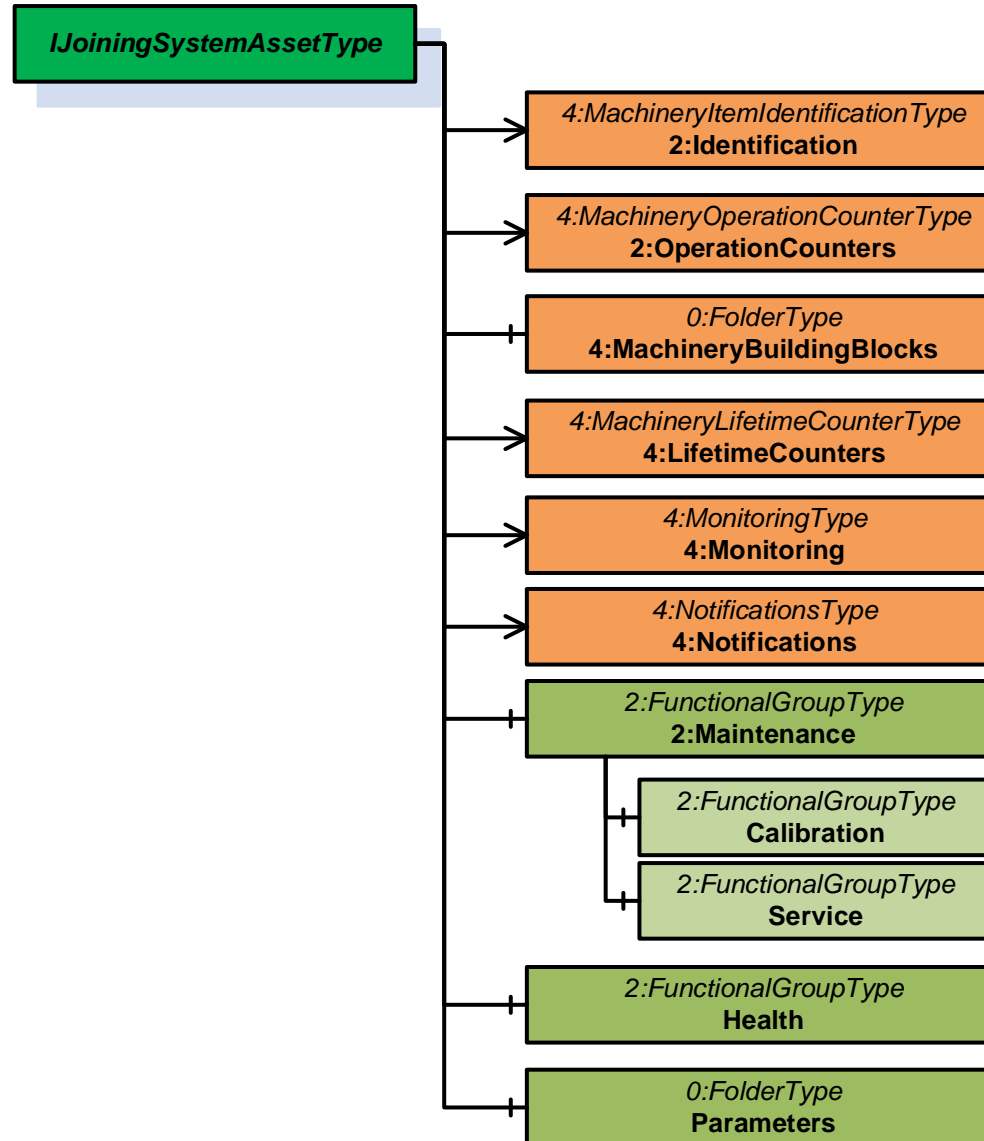 IJoiningSystemAssetType
4:MachineryItemIdentificationType
2:Identification
4:MachineryOperationCounterType
2:OperationCounters
0:FolderType
4:MachineryBuildingBlocks
4:MachineryLifetimeCounterType
4:LifetimeCounters
4:MonitoringType
4:Monitoring
4:NotificationsType
4:Notifications
2:FunctionalGroupType
2:Maintenance
2:FunctionalGroupType
Calibration
2:FunctionalGroupType
Service
2:FunctionalGroupType
Health
0:FolderType
Parameters